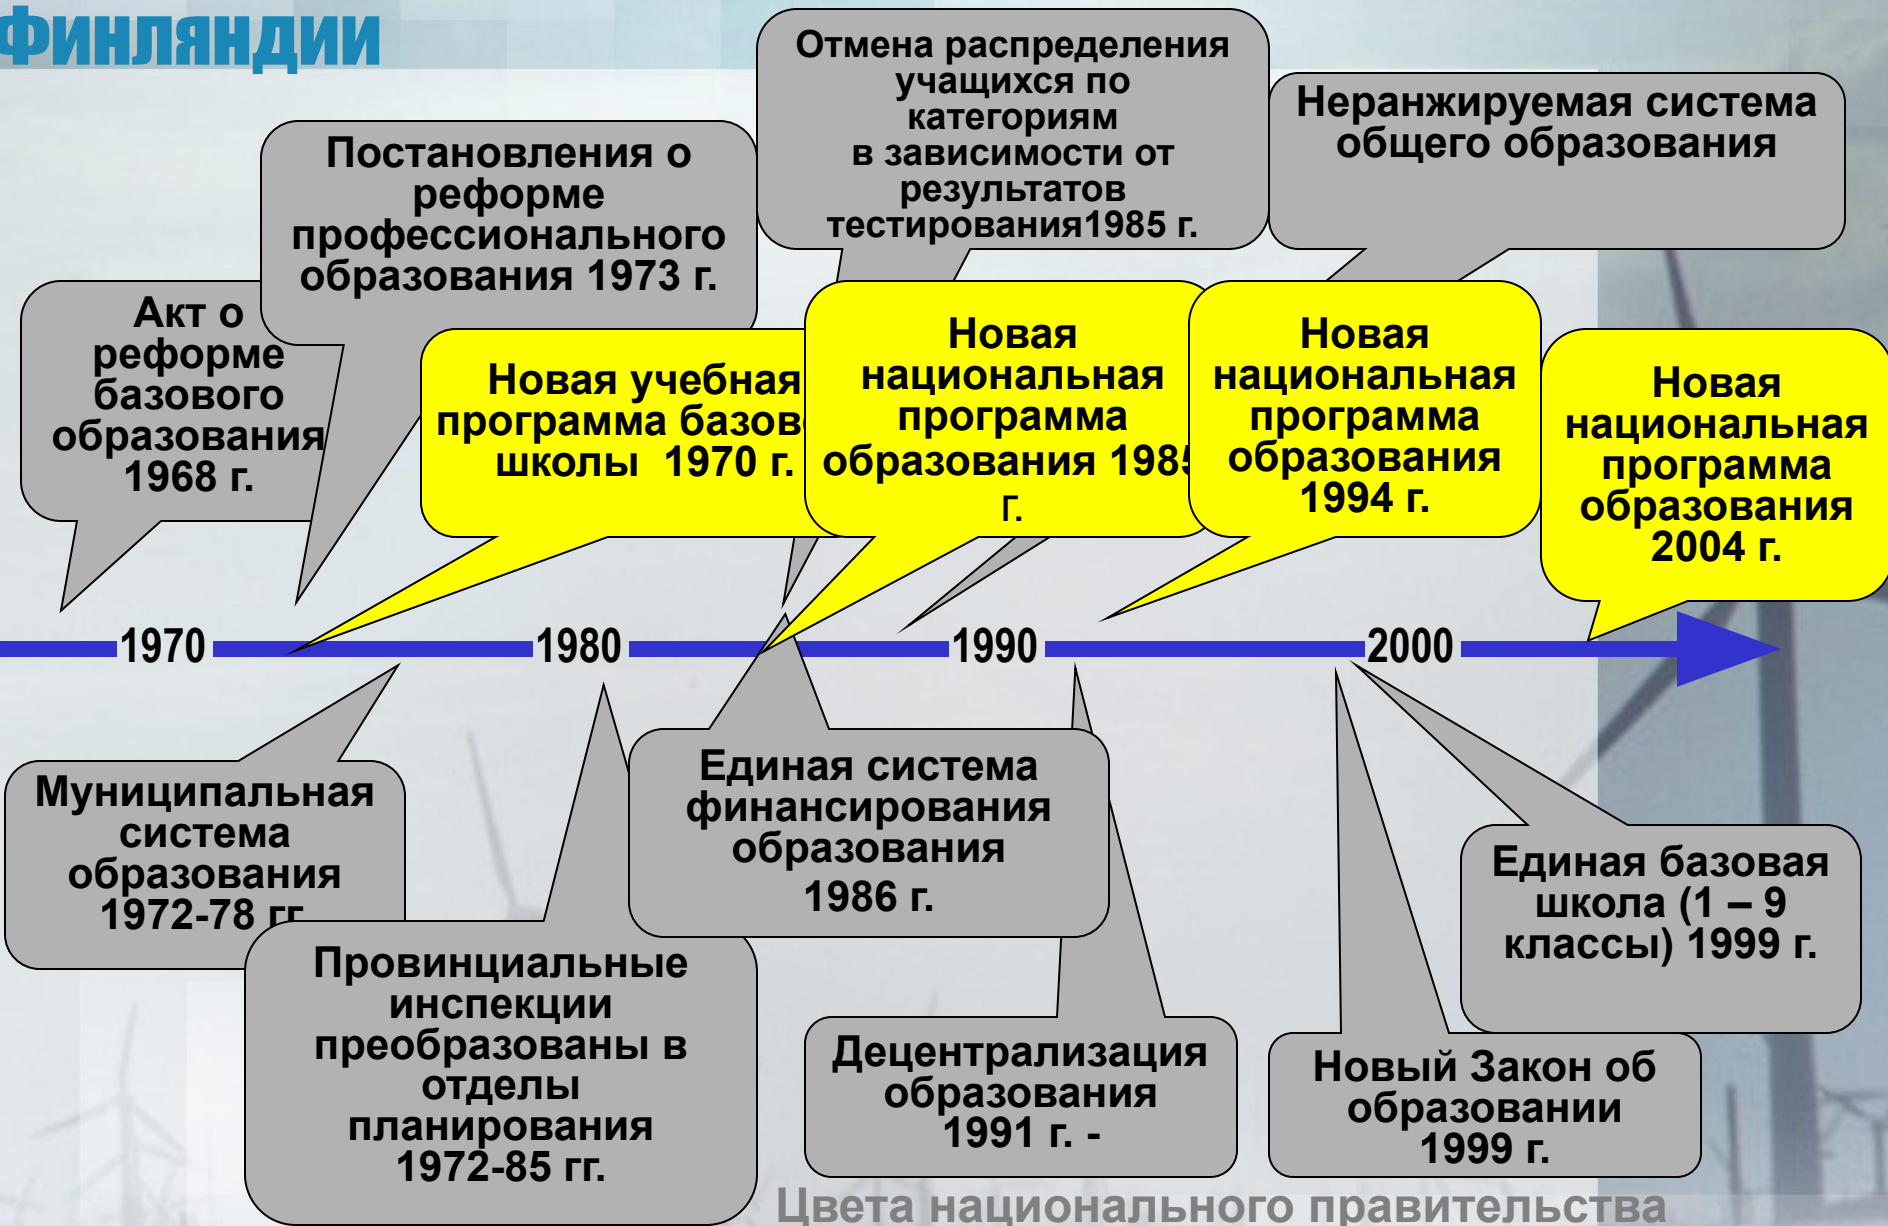 Финляндии
Отмена распределения
учащихся по
категориям
в зависимости от
результатов
тестирования1985 г.
Неранжируемая система
общего образования
Постановления о
реформе
профессионального
образования 1973 г.
Акт о
реформе
базового
образования
1968 г.
Новая учебная
программа
школы 1970 г.
Новая
национальная
программа
образования 1985
г.
Новая
национальная
программа
образования
1994 г.
Новая
национальная
программа
образования
2004 г.
1970
1980
1990
2000
Муниципальная
система
образования
1972-78 гг
Провинциальные
инспекции
преобразованы в
отделы
планирования
1972-85 гг.
Единая система
финансирования
образования
1986 г.
Децентрализация
образования
1991 г. -
Новый Закон об
образовании
1999 г.
Единая базовая
школа (1 – 9
классы) 1999 г.
Цвета национального правительства